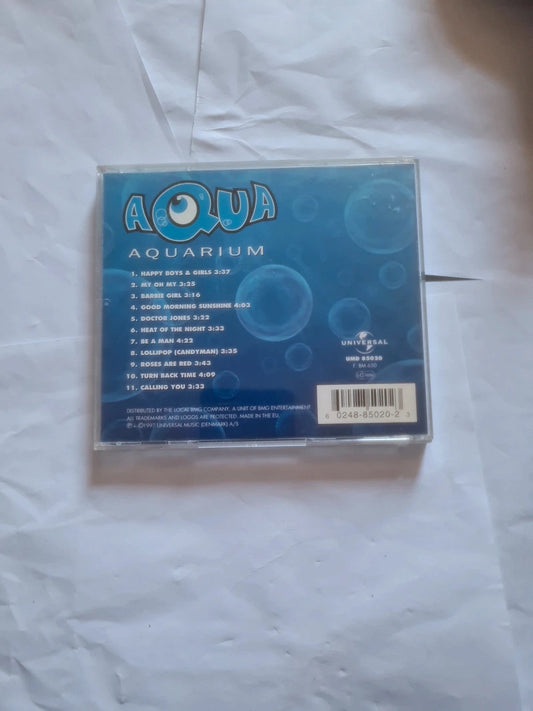 AQUA
AQUARIUM
1. HAPPY BOYS & GIRLS 3:37
2. MY OH MY 3:25
3. BARBIE GIRL 3:16
4. GOOD MORNING SUNSHINE 4:03
5. DOCTOR JONES 3:22
6. HEAT OF THE NIGHT 3:33
7. BE A MAN 4:22
8. LOLLIPOP (CANDYMAN) 3:35
9. ROSES ARE RED 3:43
10. TURN BACK TIME 4:09
11. CALLING YOU 3:33
UNIVERSAL
UMD 85020
F: BM 650
DISTRIBUTED BY THE LOCAL BMG COMPANY, A UNIT OF BMG ENTERTAINMENT
ALL TRADEMARKS AND LOGOS ARE PROTECTED. MADE IN THE EU.
℗ + © 1997 UNIVERSAL MUSIC (DENMARK) A/S
6 0248-85020-2 3